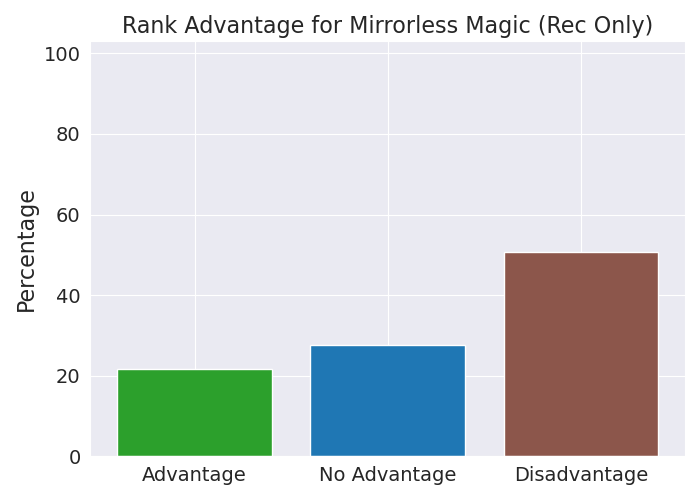 Rank Advantage for Mirrorless Magic (Rec Only)
100
80
60
40
20
0
Percentage
Advantage
No Advantage
Disadvantage